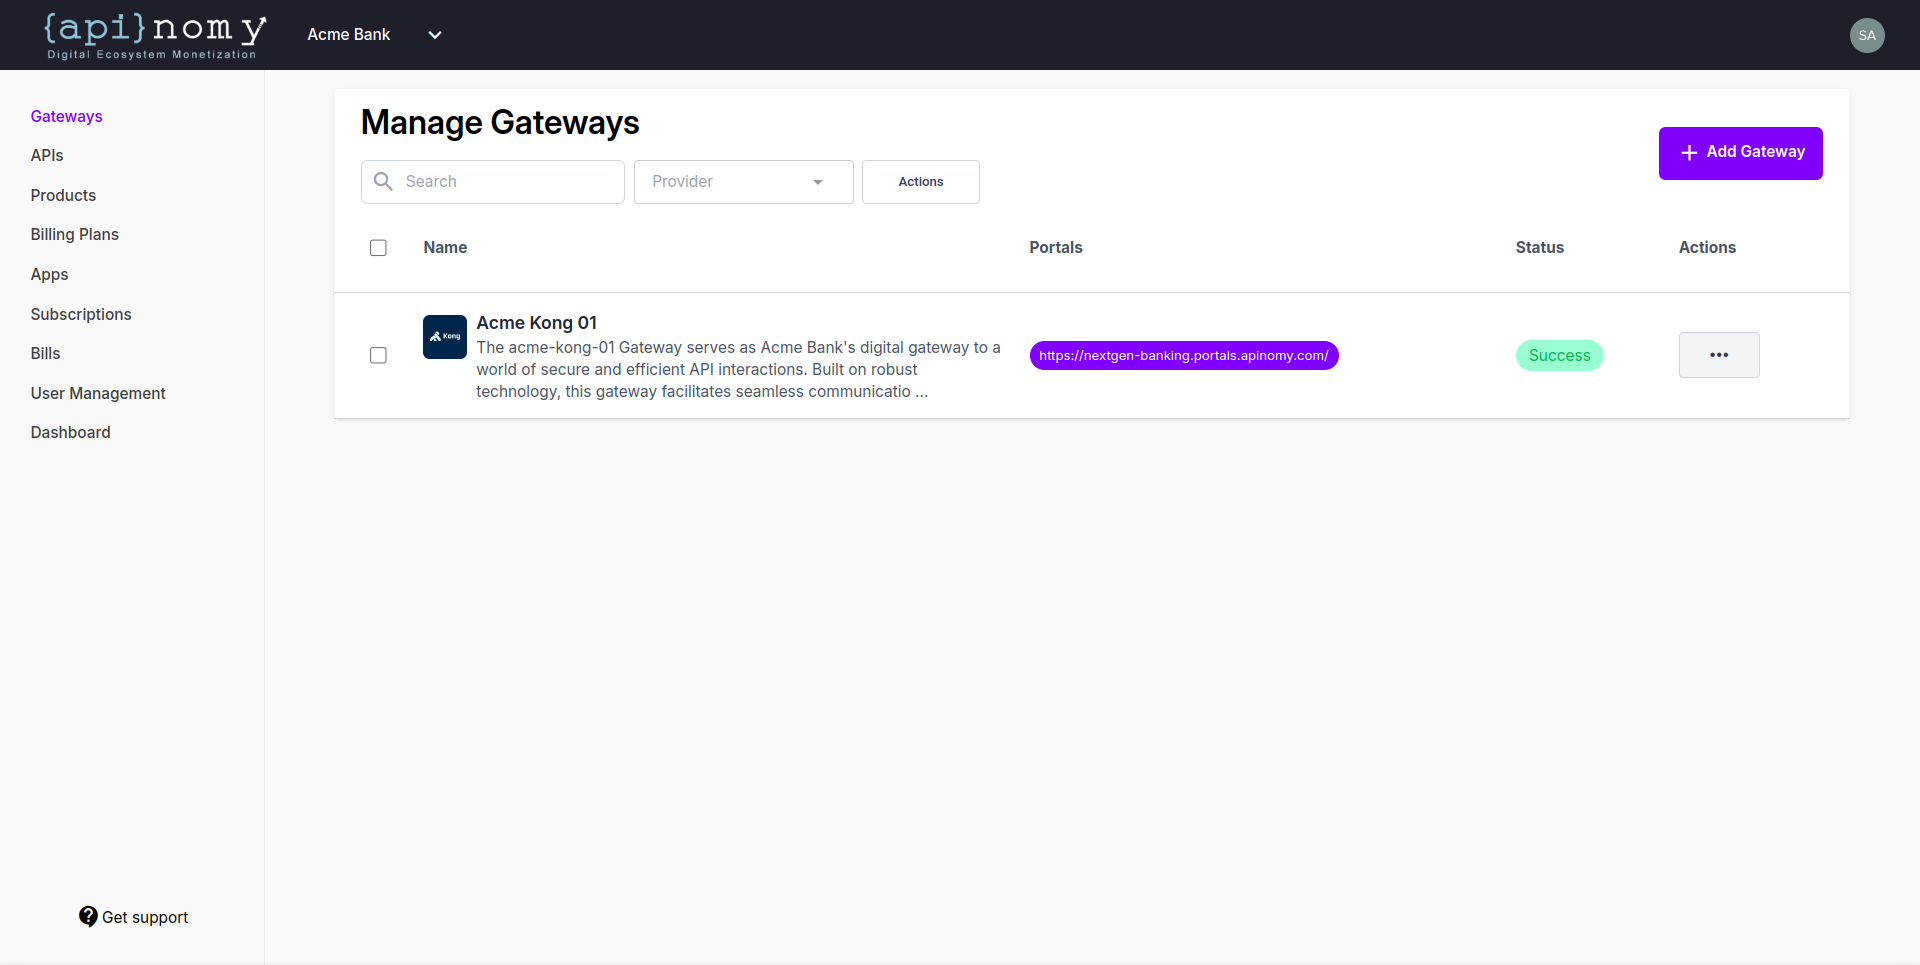 {api}nomy
Digital Ecosystem Monetization
Acme Bank
SA
Gateways
APIs
Products
Billing Plans
Apps
Subscriptions
Bills
User Management
Dashboard
Get support
Manage Gateways
Search
Provider
Actions
+ Add Gateway
Name
Portals
Status
Actions
Kong
Acme Kong 01
The acme-kong-01 Gateway serves as Acme Bank's digital gateway to a
world of secure and efficient API interactions. Built on robust
technology, this gateway facilitates seamless communicatio ...
https://nextgen-banking.portals.apinomy.com/
Success
•••